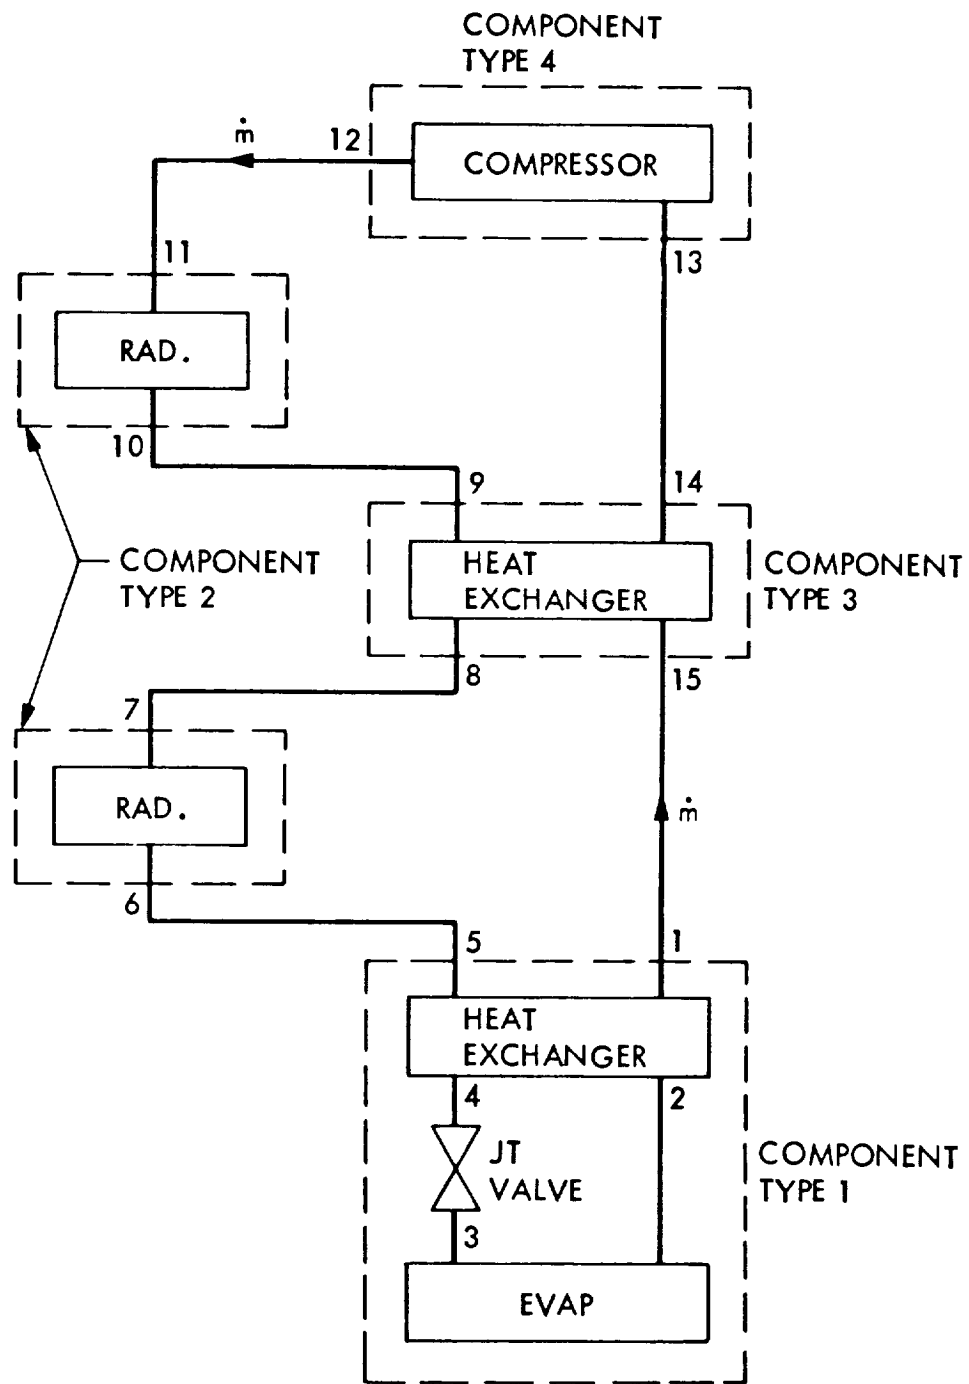 COMPONENT
TYPE 4
ṁ
12
COMPRESSOR
11
13
RAD.
10
9
14
COMPONENT
TYPE 2
HEAT
EXCHANGER
COMPONENT
TYPE 3
8
15
7
RAD.
ṁ
6
5
1
HEAT
EXCHANGER
4
2
JT
VALVE
COMPONENT
TYPE 1
3
EVAP